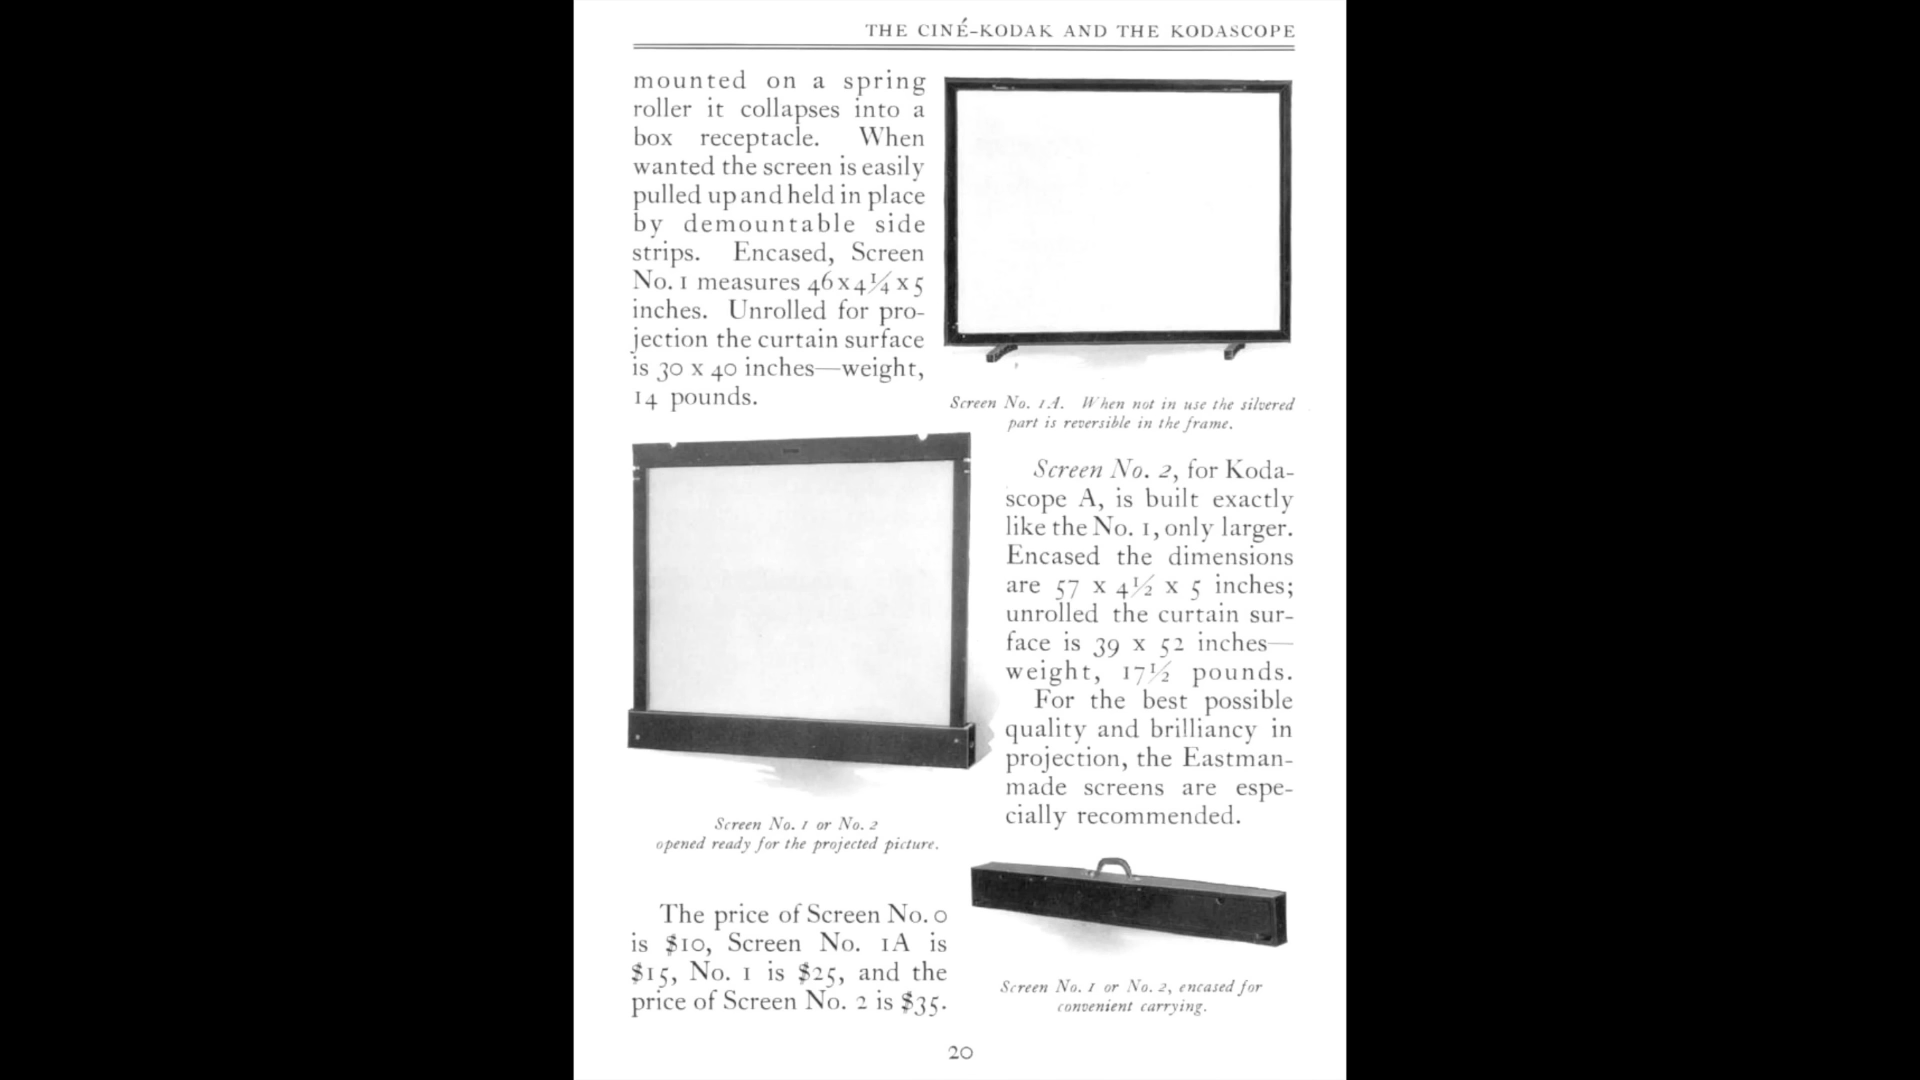 THE CINÉ-KODAK AND THE KODASCOPE
mounted on a spring
roller it collapses into a
box receptacle. When
wanted the screen is easily
pulled up and held in place
by demountable side
strips. Encased, Screen
No. 1 measures 46 x 4¼ x 5
inches. Unrolled for pro-
jection the curtain surface
is 30 x 40 inches—weight,
14 pounds.
Screen No. 1A. When not in use the silvered
part is reversible in the frame.
Screen No. 1 or No. 2
opened ready for the projected picture.
Screen No. 2, for Koda-
scope A, is built exactly
like the No. 1, only larger.
Encased the dimensions
are 57 x 4½ x 5 inches;
unrolled the curtain sur-
face is 39 x 52 inches—
weight, 17½ pounds.
For the best possible
quality and brilliancy in
projection, the Eastman-
made screens are espe-
cially recommended.
The price of Screen No. 0
is $10, Screen No. 1A is
$15, No. 1 is $25, and the
price of Screen No. 2 is $35.
Screen No. 1 or No. 2, encased for
convenient carrying.
20